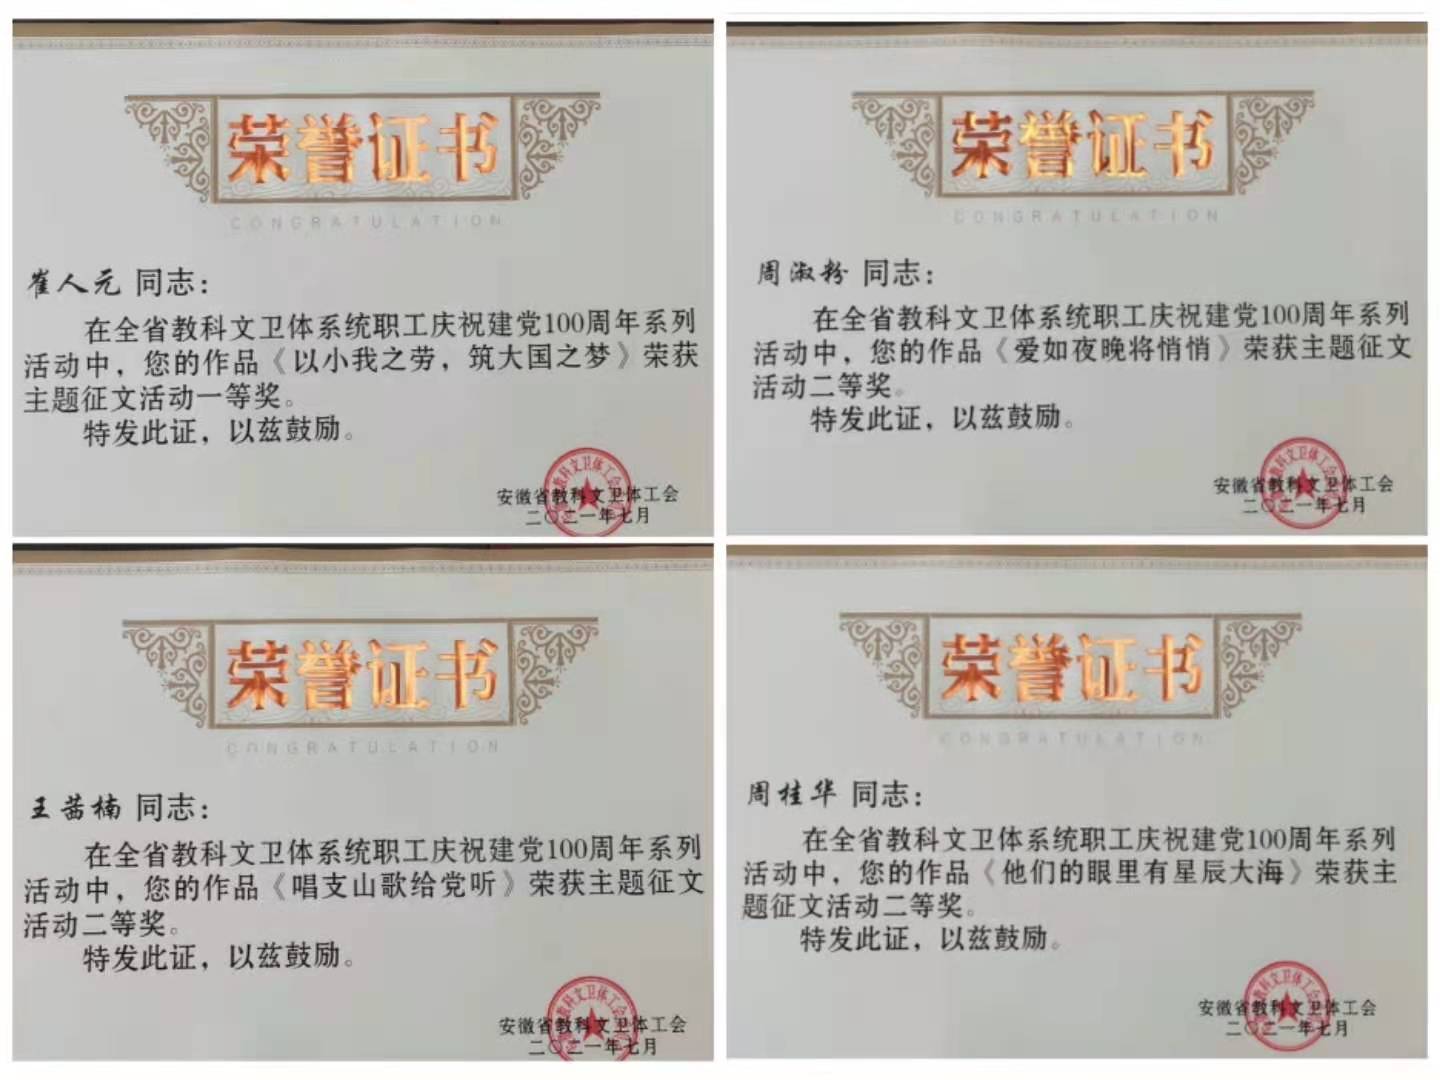 荣誉证书
CONGRATULATION
崔人元 同志：
在全省教科文卫体系统职工庆祝建党100周年系列
活动中，您的作品《以小我之劳，筑大国之梦》荣获
主题征文活动一等奖。
特发此证，以兹鼓励。
安徽省教科文卫体工会
二〇二一年七月
荣誉证书
CONGRATULATION
周淑粉 同志：
在全省教科文卫体系统职工庆祝建党100周年系列
活动中，您的作品《爱如夜晚将悄悄》荣获主题征文
活动二等奖。
特发此证，以兹鼓励。
安徽省教科文卫体工会
二〇二一年七月
荣誉证书
CONGRATULATION
王茜楠 同志：
在全省教科文卫体系统职工庆祝建党100周年系列
活动中，您的作品《唱支山歌给党听》荣获主题征文
活动二等奖。
特发此证，以兹鼓励。
安徽省教科文卫体工会
二〇二一年七月
荣誉证书
CONGRATULATION
周桂华 同志：
在全省教科文卫体系统职工庆祝建党100周年系列
活动中，您的作品《他们的眼里有星辰大海》荣获主
题征文活动二等奖。
特发此证，以兹鼓励。
安徽省教科文卫体工会
二〇二一年七月